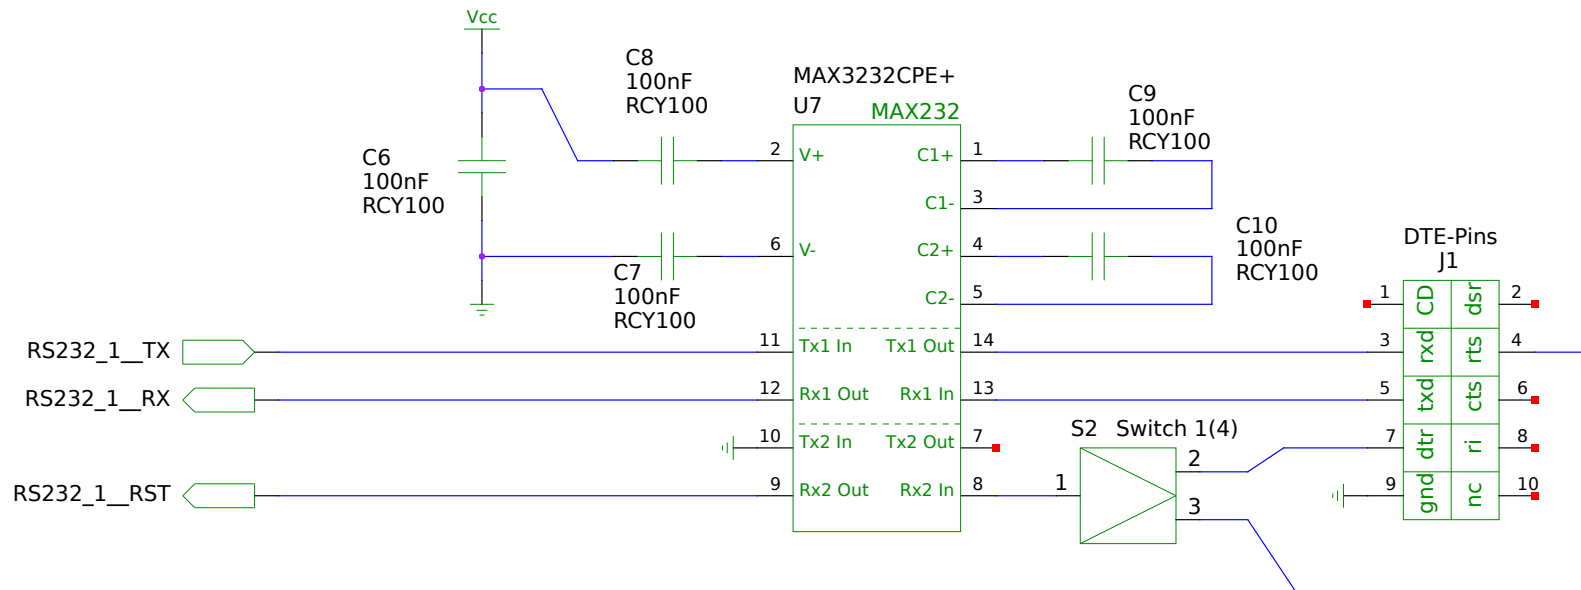 Vcc
C8
100nF
RCY100
MAX3232CPE+
U7
MAX232
C9
100nF
RCY100
C6
100nF
RCY100
2
V+
C1+
1
C1-
3
6
V-
C2+
4
C2-
5
C7
100nF
RCY100
C10
100nF
RCY100
DTE-Pins
J1
1
CD
dsr
2
RS232_1__TX
11
Tx1 In
Tx1 Out
14
3
rxd
rts
4
RS232_1__RX
12
Rx1 Out
Rx1 In
13
5
txd
cts
6
10
Tx2 In
Tx2 Out
7
S2
Switch 1(4)
7
dtr
ri
8
RS232_1__RST
9
Rx2 Out
Rx2 In
8
1
2
3
9
gnd
nc
10